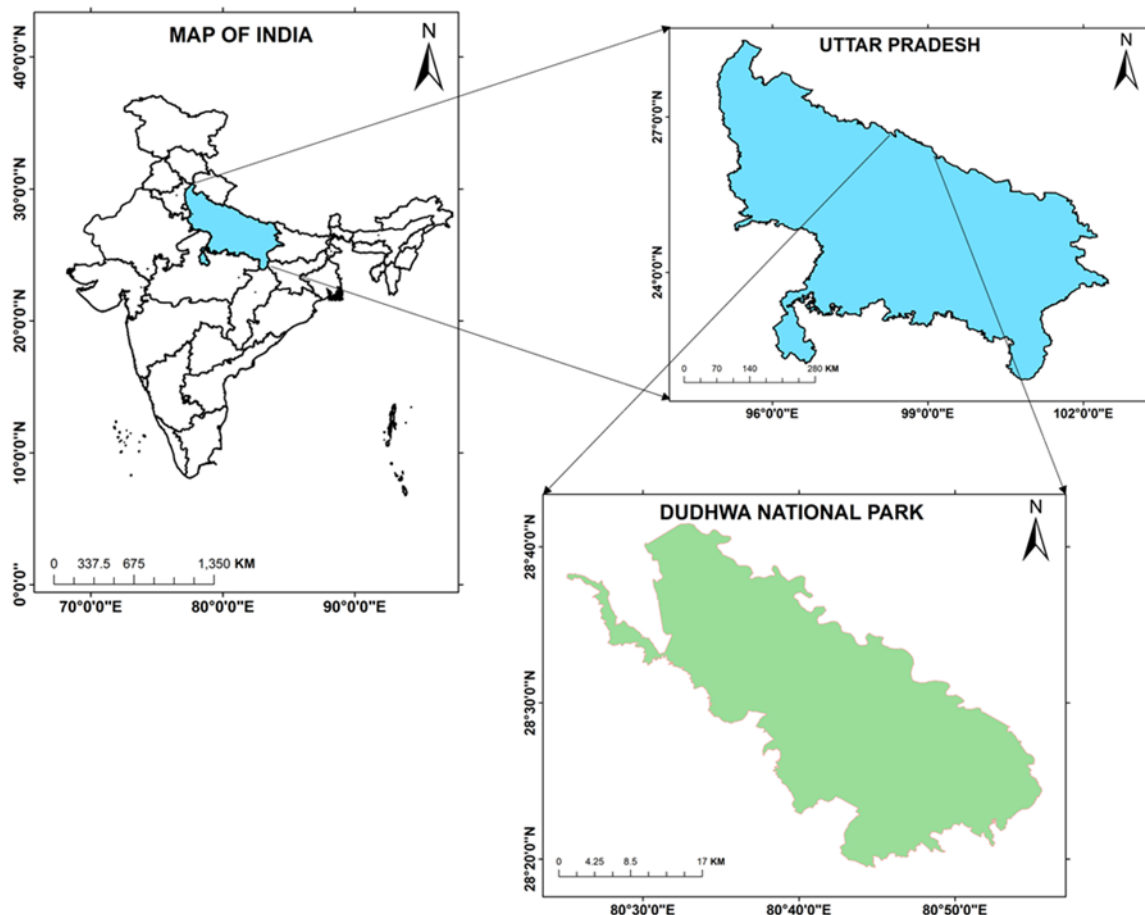 MAP OF INDIA
N
40°0'0"N
30°0'0"N
20°0'0"N
10°0'0"N
0°0'0"
0 337.5 675 1,350 KM
70°0'0"E 80°0'0"E 90°0'0"E
UTTAR PRADESH
N
27°0'0"N
24°0'0"N
0 70 140 280 KM
96°0'0"E 99°0'0"E 102°0'0"E
DUDHWA NATIONAL PARK
N
28°40'0"N
28°30'0"N
28°20'0"N
0 4.25 8.5 17 KM
80°30'0"E 80°40'0"E 80°50'0"E